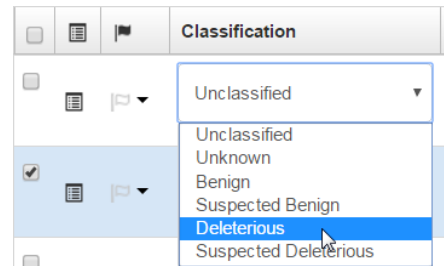 Classification
Unclassified
Unclassified
Unknown
Benign
Suspected Benign
Deleterious
Suspected Deleterious